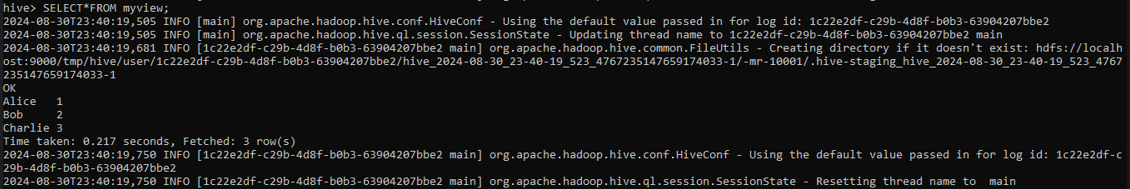 hive> SELECT*FROM myview;
2024-08-30T23:40:19,505 INFO [main] org.apache.hadoop.hive.conf.HiveConf - Using the default value passed in for log id: 1c22e2df-c29b-4d8f-b0b3-63904207bbe2
2024-08-30T23:40:19,505 INFO [main] org.apache.hadoop.hive.ql.session.SessionState - Updating thread name to 1c22e2df-c29b-4d8f-b0b3-63904207bbe2 main
2024-08-30T23:40:19,681 INFO [1c22e2df-c29b-4d8f-b0b3-63904207bbe2 main] org.apache.hadoop.hive.common.FileUtils - Creating directory if it doesn't exist: hdfs://localh
ost:9000/tmp/hive/user/1c22e2df-c29b-4d8f-b0b3-63904207bbe2/hive_2024-08-30_23-40-19_523_4767235147659174033-1/-mr-10001/.hive-staging_hive_2024-08-30_23-40-19_523_4767
235147659174033-1
OK
Alice   1
Bob     2
Charlie 3
Time taken: 0.217 seconds, Fetched: 3 row(s)
2024-08-30T23:40:19,750 INFO [1c22e2df-c29b-4d8f-b0b3-63904207bbe2 main] org.apache.hadoop.hive.conf.HiveConf - Using the default value passed in for log id: 1c22e2df-c
29b-4d8f-b0b3-63904207bbe2
2024-08-30T23:40:19,750 INFO [1c22e2df-c29b-4d8f-b0b3-63904207bbe2 main] org.apache.hadoop.hive.ql.session.SessionState - Resetting thread name to  main